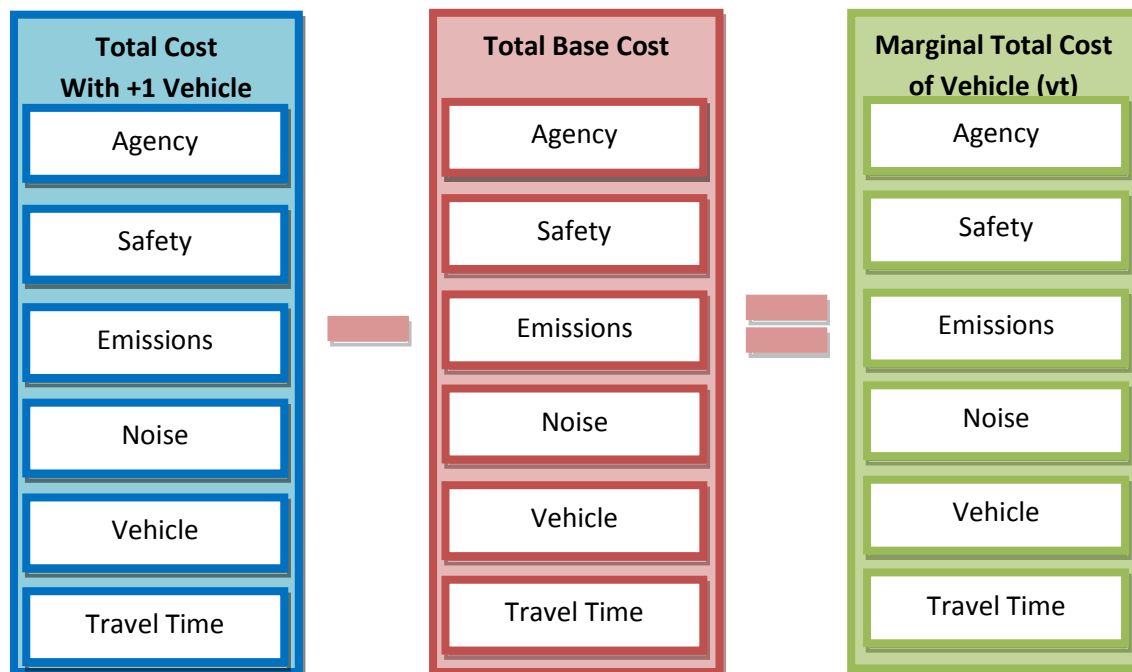 Total Cost
With +1 Vehicle
Agency
Safety
Emissions
Noise
Vehicle
Travel Time
Total Base Cost
Agency
Safety
Emissions
Noise
Vehicle
Travel Time
Marginal Total Cost
of Vehicle (vt)
Agency
Safety
Emissions
Noise
Vehicle
Travel Time